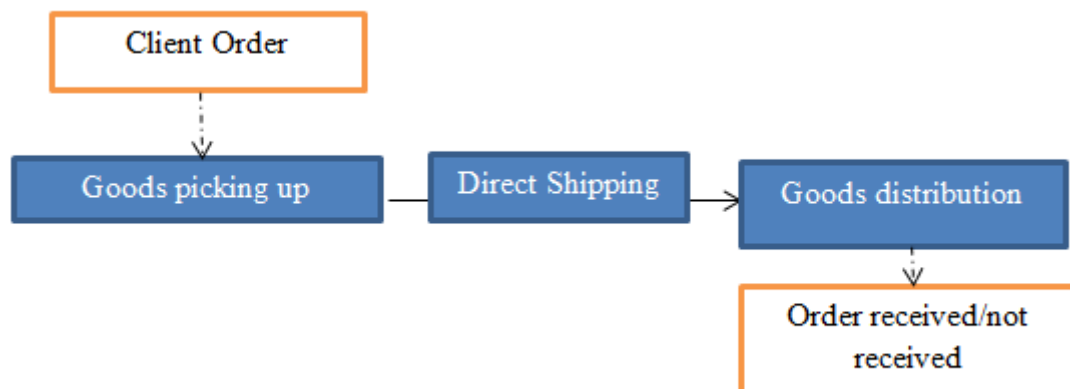 Client Order
Goods picking up
Direct Shipping
Goods distribution
Order received/not
received